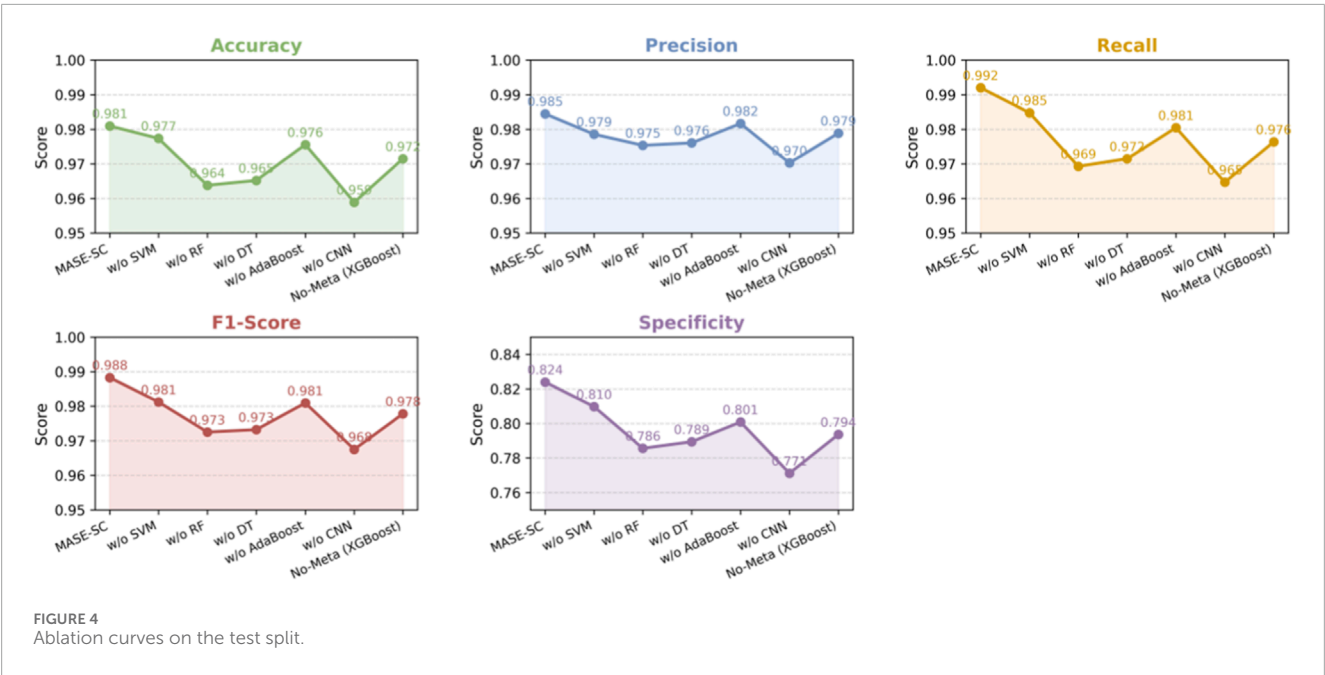 Accuracy
Precision
Recall
Score
1.00
0.99
0.98
0.97
0.96
0.95
0.981
0.977
0.964
0.965
0.976
0.959
0.972
MASE-SC
w/o SVM
w/o RF
w/o DT
w/o AdaBoost
w/o CNN
No-Meta (XGBoost)
Score
1.00
0.99
0.98
0.97
0.96
0.95
0.985
0.979
0.975
0.976
0.982
0.970
0.979
MASE-SC
w/o SVM
w/o RF
w/o DT
w/o AdaBoost
w/o CNN
No-Meta (XGBoost)
Score
1.00
0.99
0.98
0.97
0.96
0.95
0.992
0.985
0.969
0.972
0.981
0.976
MASE-SC
w/o SVM
w/o RF
w/o DT
w/o AdaBoost
w/o CNN
No-Meta (XGBoost)
F1-Score
Specificity
Score
1.00
0.99
0.98
0.97
0.96
0.95
0.988
0.981
0.973
0.973
0.981
0.978
MASE-SC
w/o SVM
w/o RF
w/o DT
w/o AdaBoost
w/o CNN
No-Meta (XGBoost)
Score
0.84
0.82
0.80
0.78
0.76
0.824
0.810
0.786
0.789
0.801
0.771
0.794
MASE-SC
w/o SVM
w/o RF
w/o DT
w/o AdaBoost
w/o CNN
No-Meta (XGBoost)
FIGURE 4
Ablation curves on the test split.